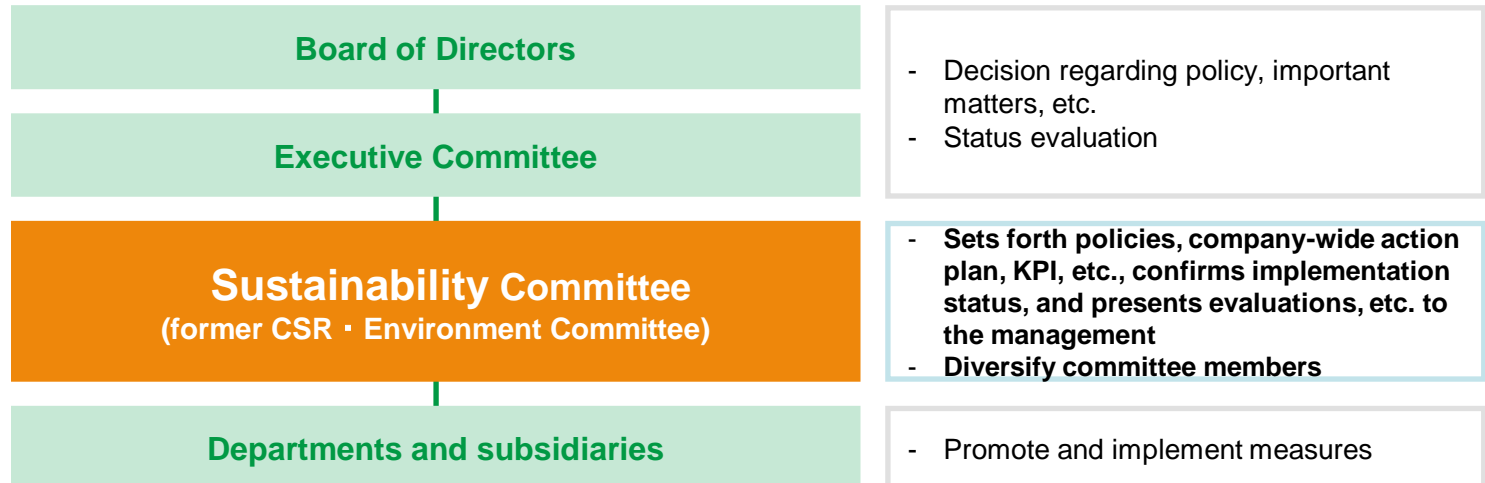 Board of Directors
Executive Committee
- Decision regarding policy, important
matters, etc.
- Status evaluation
Sustainability Committee
(former CSR・Environment Committee)
- Sets forth policies, company-wide action
plan, KPI, etc., confirms implementation
status, and presents evaluations, etc. to
the management
- Diversify committee members
Departments and subsidiaries
- Promote and implement measures